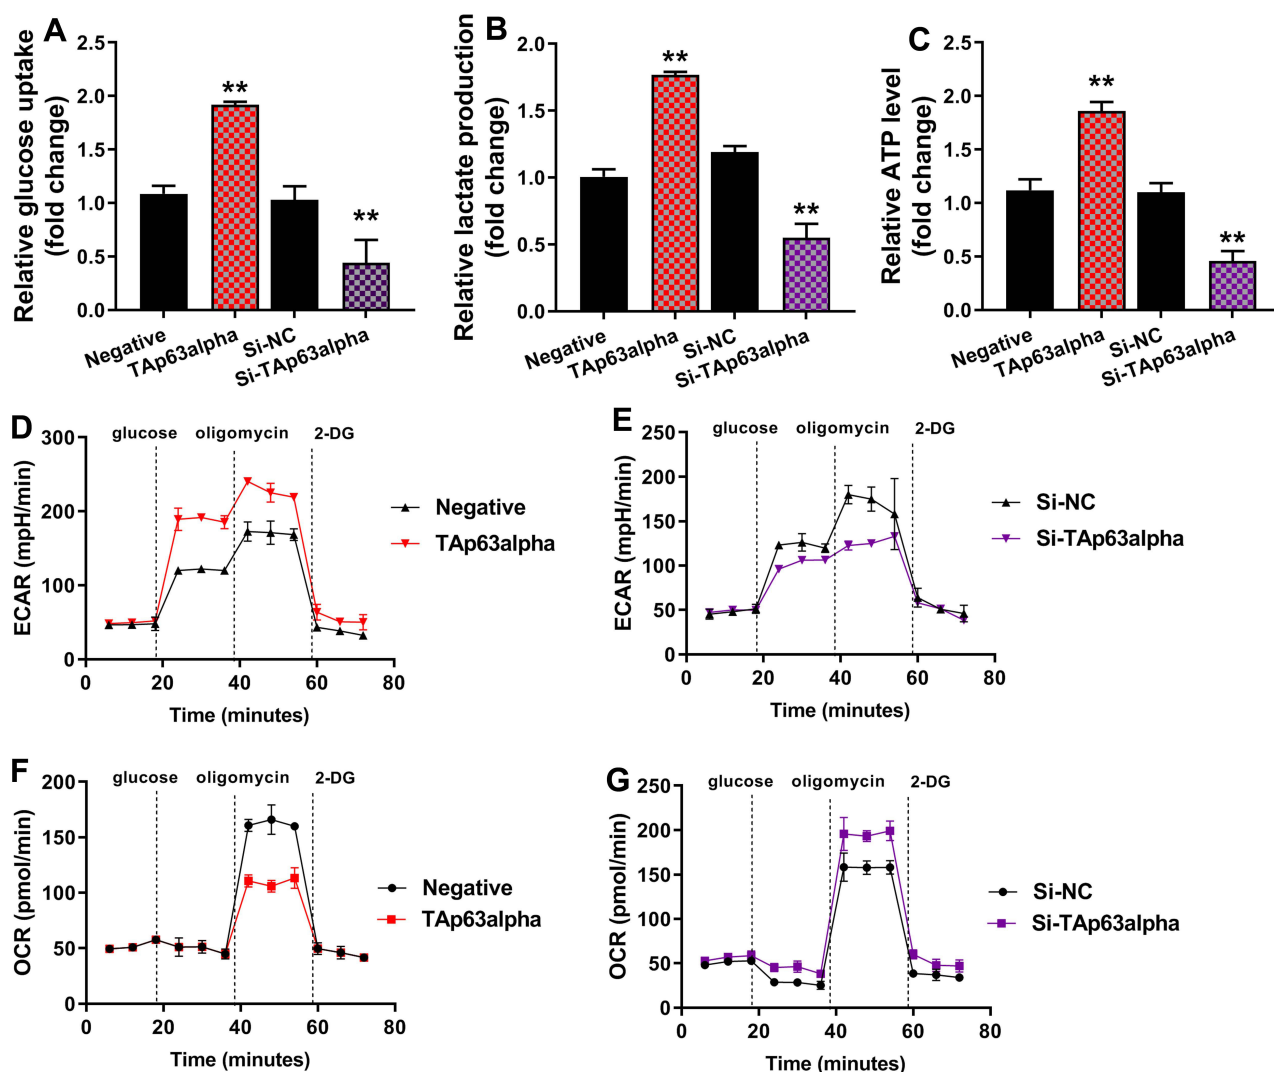 A
Relative glucose uptake
(fold change)
2.5
2.0
1.5
1.0
0.5
0.0
**
**
Negative
TAp63alpha
Si-NC
Si-TAp63alpha
B
Relative lactate production
(fold change)
2.0
1.5
1.0
0.5
0.0
**
**
Negative
TAp63alpha
Si-NC
Si-TAp63alpha
C
Relative ATP level
(fold change)
2.5
2.0
1.5
1.0
0.5
0.0
**
**
Negative
TAp63alpha
Si-NC
Si-TAp63alpha
D
glucose oligomycin 2-DG
ECAR (mpH/min)
300
200
100
0
0 20 40 60 80
Time (minutes)
Negative
TAp63alpha
E
glucose oligomycin 2-DG
ECAR (mpH/min)
250
200
150
100
50
0
0 20 40 60 80
Time (minutes)
Si-NC
Si-TAp63alpha
F
glucose oligomycin 2-DG
OCR (pmol/min)
200
150
100
50
0
0 20 40 60 80
Time (minutes)
Negative
TAp63alpha
G
glucose oligomycin 2-DG
OCR (pmol/min)
250
200
150
100
50
0
0 20 40 60 80
Time (minutes)
Si-NC
Si-TAp63alpha